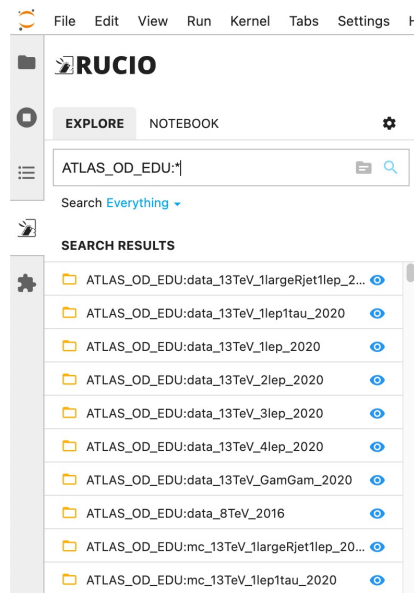 File Edit View Run Kernel Tabs Settings
RUCIO
EXPLORE NOTEBOOK
ATLAS_OD_EDU:*
Search Everything
SEARCH RESULTS
ATLAS_OD_EDU:data_13TeV_1largeRjet1lep_2...
ATLAS_OD_EDU:data_13TeV_1lep1tau_2020
ATLAS_OD_EDU:data_13TeV_1lep_2020
ATLAS_OD_EDU:data_13TeV_2lep_2020
ATLAS_OD_EDU:data_13TeV_3lep_2020
ATLAS_OD_EDU:data_13TeV_4lep_2020
ATLAS_OD_EDU:data_13TeV_GamGam_2020
ATLAS_OD_EDU:data_8TeV_2016
ATLAS_OD_EDU:mc_13TeV_1largeRjet1lep_20...
ATLAS_OD_EDU:mc_13TeV_1lep1tau_2020